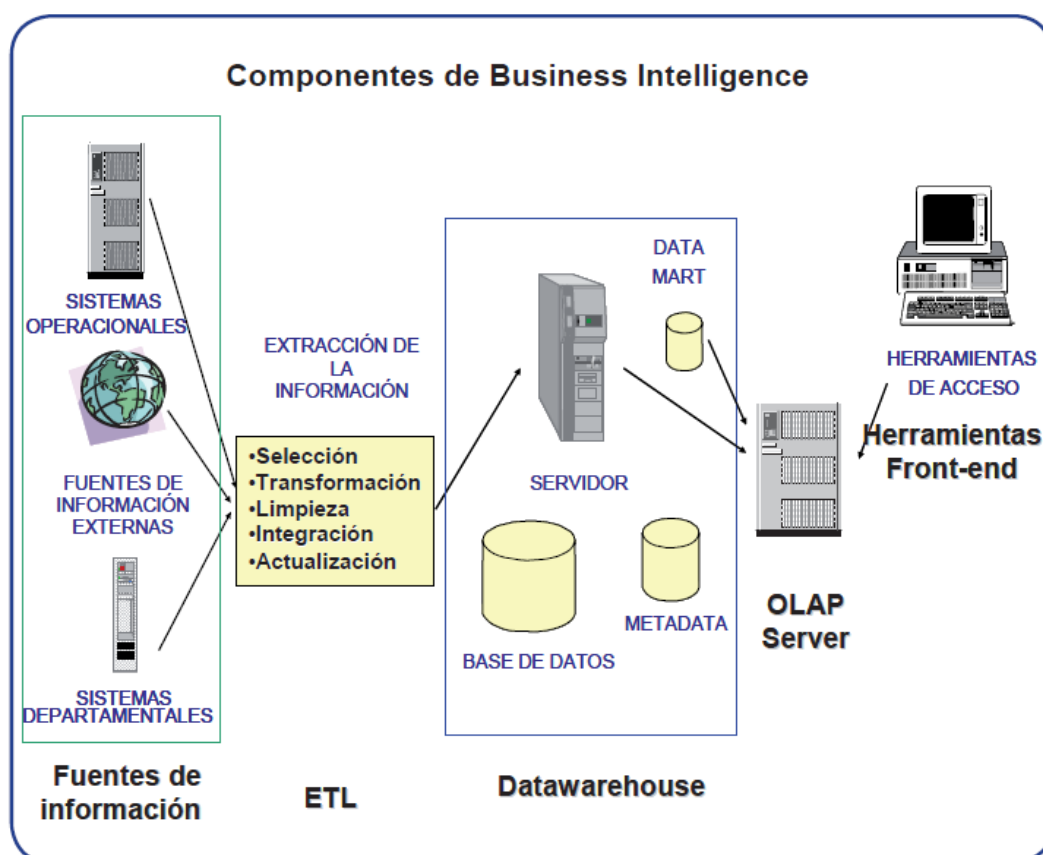 Componentes de Business Intelligence
SISTEMAS
OPERACIONALES
FUENTES DE
INFORMACIÓN
EXTERNAS
SISTEMAS
DEPARTAMENTALES
Fuentes de
información
EXTRACCIÓN DE
LA
INFORMACIÓN
•Selección
•Transformación
•Limpieza
•Integración
•Actualización
ETL
DATA
MART
SERVIDOR
BASE DE DATOS
METADATA
Datawarehouse
OLAP
Server
HERRAMIENTAS
DE ACCESO
Herramientas
Front-end